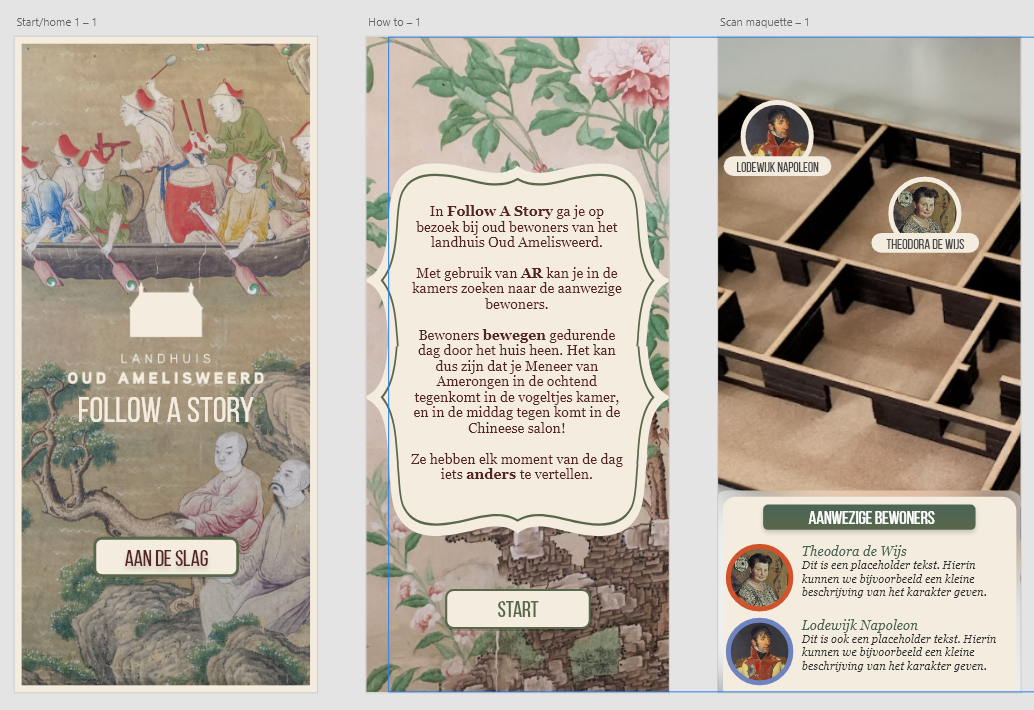 Start/home 1 – 1
How to – 1
Scan maquette – 1
LANDHUIS
OUD AMELISWEERD
FOLLOW A STORY
AAN DE SLAG
In Follow A Story ga je op
bezoek bij oud bewoners van het
landhuis Oud Amelisweerd.
Met gebruik van AR kan je in de
kamers zoeken naar de aanwezige
bewoners.
Bewoners bewegen gedurende
dag door het huis heen. Het kan
dus zijn dat je Meneer van
Amerongen in de ochtend
tegenkomt in de vogeltjes kamer,
en in de middag tegen komt in de
Chineese salon!
Ze hebben elk moment van de dag
iets anders te vertellen.
START
LODEWIJK NAPOLEON
THEODORA DE WIJS
AANWEZIGE BEWONERS
Theodora de Wijs
Dit is een placeholder tekst. Hierin
kunnen we bijvoorbeeld een kleine
beschrijving van het karakter geven.
Lodewijk Napoleon
Dit is ook een placeholder tekst. Hierin
kunnen we bijvoorbeeld een kleine
beschrijving van het karakter geven.